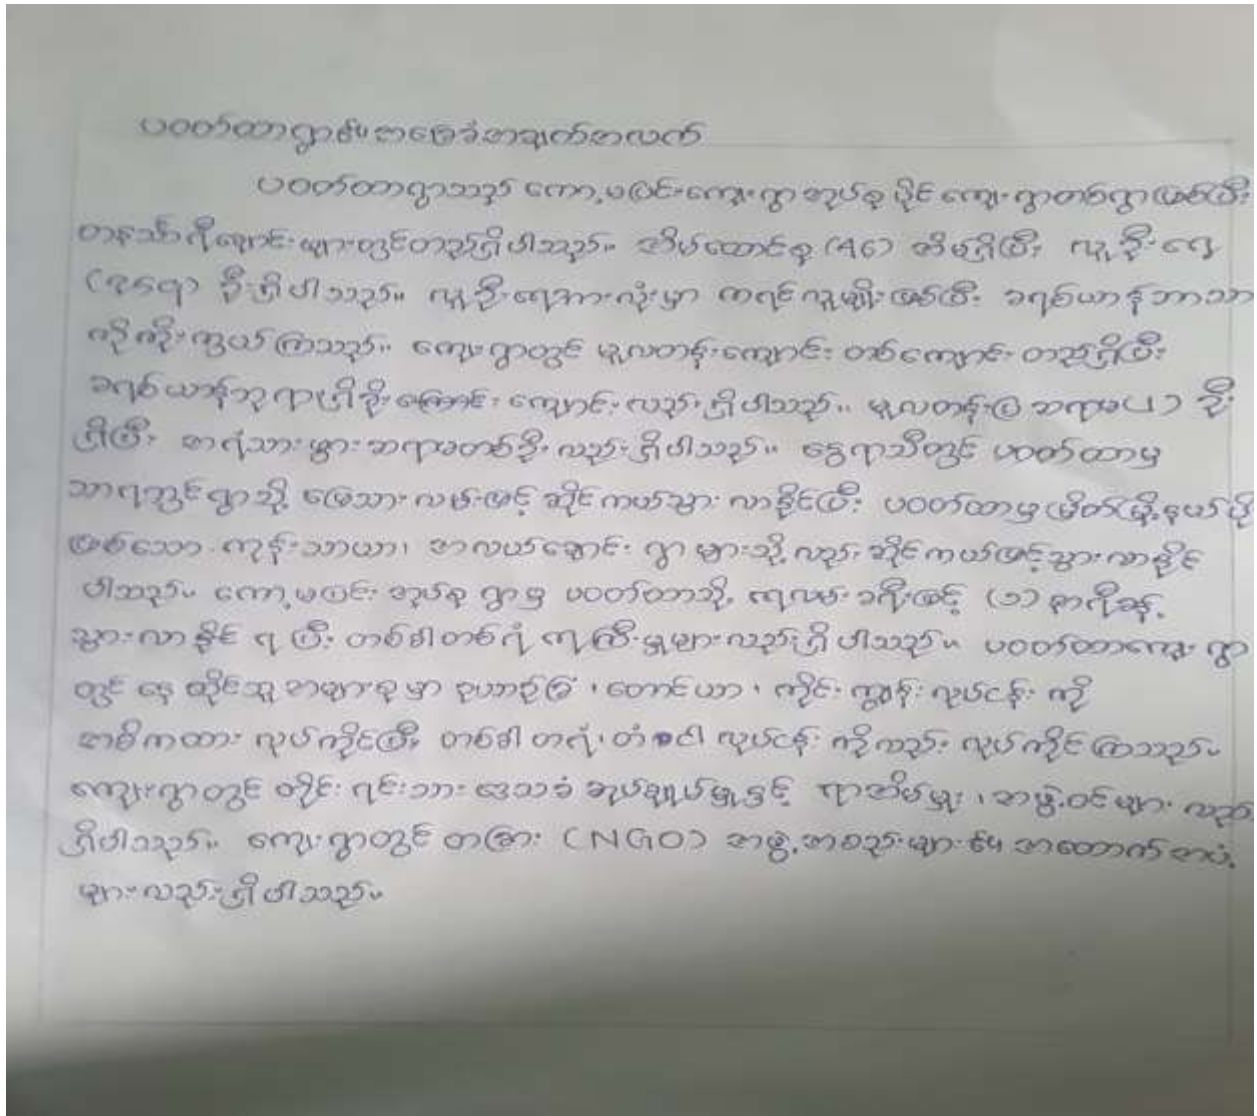 ပဝတ်ထာရွာ၏ အခြေခံအချက်အလက်
ပဝတ်ထာရွာသည် ကော့မပြင်းကျေးရွာ အုပ်စု ပိုင် ကျေးရွာတစ်ရွာ ဖြစ်ပြီး
တနင်္သာရီချောင်းဖျားတွင်တည်ရှိပါသည်။ အိမ်ထောင်စု (46) အိမ်ရှိပြီး လူဦးရေ
ဦးရှိပါသည်။ လူဦးရေအားလုံးမှာ ကရင်လူမျိုးဖြစ်ပြီး ခရစ်ယာန်ဘာသာ
ကိုကိုးကွယ်ကြသည်။ ကျေးရွာတွင် မူလတန်းကျောင်း တစ်ကျောင်း တည်ရှိပြီး
ခရစ်ယာန်ဘုရားရှိခိုးကြောင်း ကျောင်းလည်းရှိပါသည်။ မူလတန်းပြ ဆရာမ ဦး
ရှိပြီး အရံသားဖွားဆရာမတစ်ဦးလည်းရှိပါသည်။ နွေရာသီတွင် ပဝတ်ထာမှ
သာရဘွင်ရွာသို့ မြေသားလမ်းဖြင့် ဆိုင်ကယ်သွားလာနိုင်ပြီး ပဝတ်ထာမှ မြိတ်မြို့နယ်ပိုင်
ဖြစ်သော ကုန်းသာယာ၊ အလယ်ချောင်း ရွာများသို့လည်း ဆိုင်ကယ်ဖြင့်သွားလာနိုင်
ပါသည်။ ကော့မပြင်း အုပ်စု ရွာမှ ပဝတ်ထာသို့ ရေလမ်းခရီးဖြင့် (၁) နာရီခန့်
သွားလာနိုင် ရပြီး တစ်ခါတစ်ရံ ရေကြီးမှုများလည်းရှိပါသည်။ ပဝတ်ထာကျေးရွာ
တွင် နေထိုင်သူ အများစုမှာ ဥယာဉ်ခြံ၊ တောင်ယာ၊ ကိုင်းကျွန်းလုပ်ငန်း ကို
အဓိကထား လုပ်ကိုင်ပြီး တစ်ခါတရံ တံငါလုပ်ငန်းကိုလည်း လုပ်ကိုင်ကြသည်။
ကျေးရွာတွင် တိုင်းရင်းသားဒေသခံ အုပ်ချုပ်မှုနှင့် ရာအိမ်မှူး၊ အဖွဲ့ဝင်များ လည်း
ရှိပါသည်။ ကျေးရွာတွင် တခြား (NGO) အဖွဲ့အစည်းများ၏ အထောက်အပံ့
များလည်းရှိပါသည်။